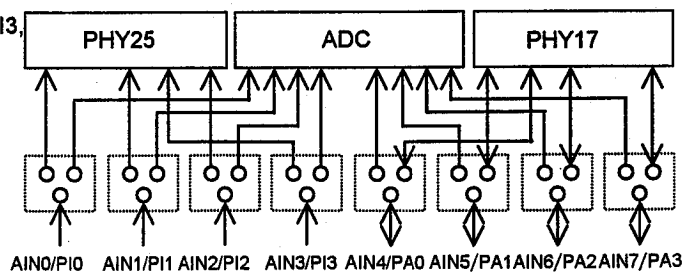 I3,
PHY25 ADC PHY17
AIN0/PI0 AIN1/PI1 AIN2/PI2 AIN3/PI3 AIN4/PA0 AIN5/PA1 AIN6/PA2 AIN7/PA3